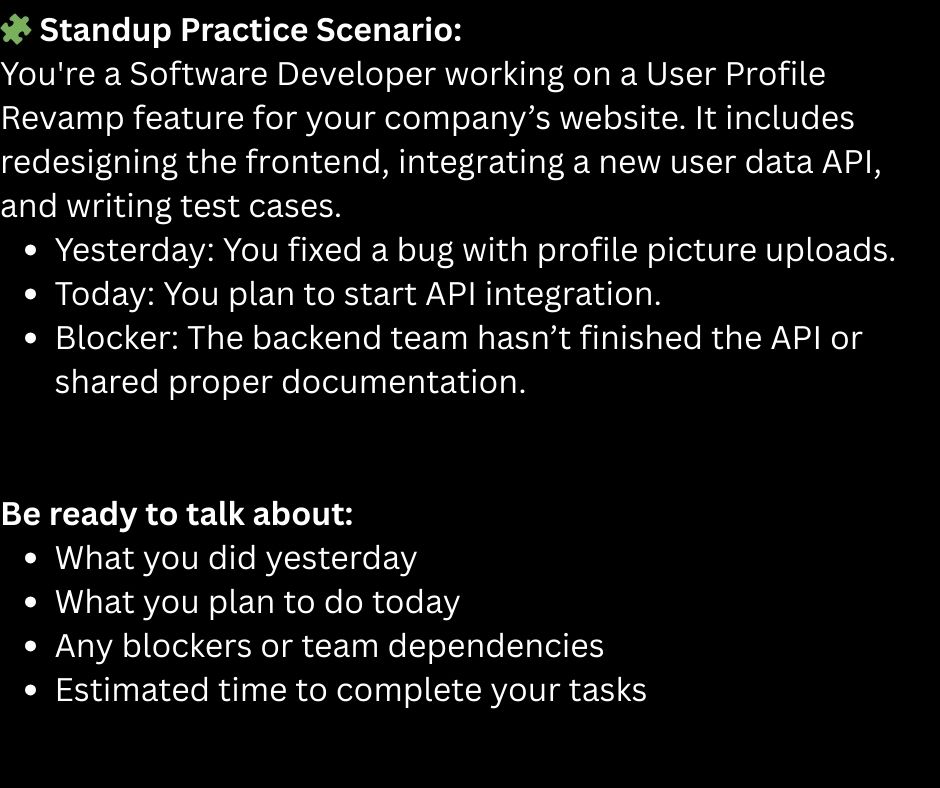 🧩 Standup Practice Scenario:
You're a Software Developer working on a User Profile
Revamp feature for your company’s website. It includes
redesigning the frontend, integrating a new user data API,
and writing test cases.
• Yesterday: You fixed a bug with profile picture uploads.
• Today: You plan to start API integration.
• Blocker: The backend team hasn’t finished the API or
shared proper documentation.
Be ready to talk about:
• What you did yesterday
• What you plan to do today
• Any blockers or team dependencies
• Estimated time to complete your tasks